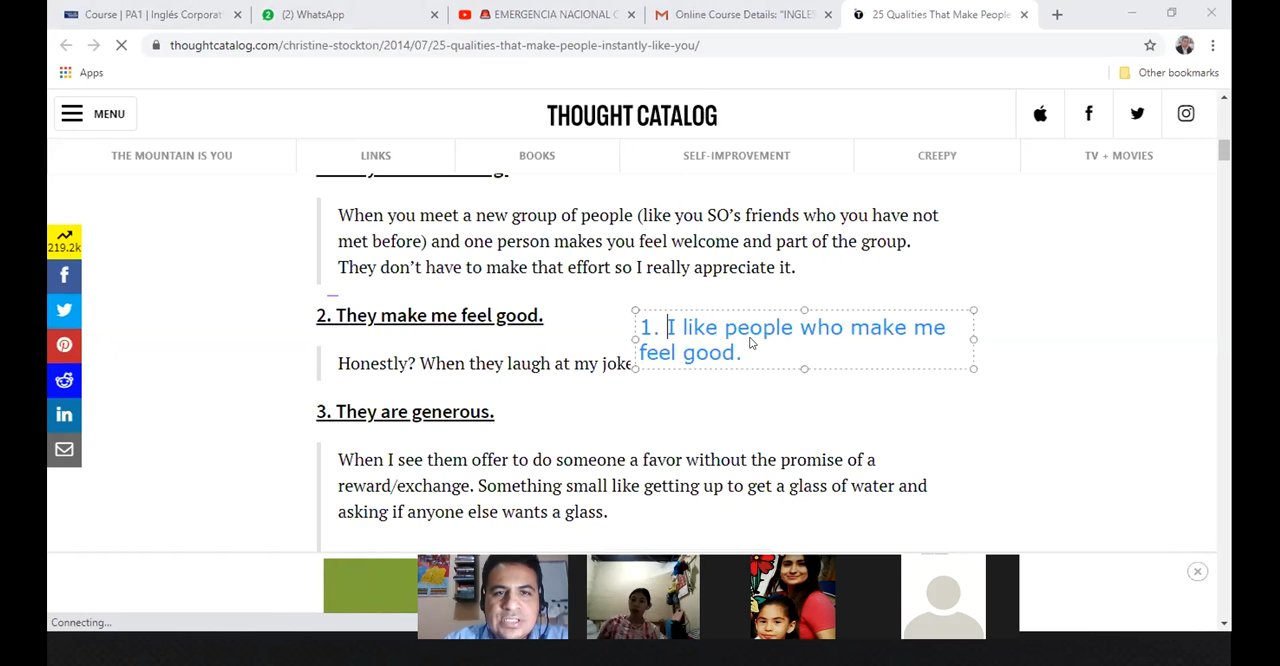 Course | PA1 | Inglés Corporat
(2) WhatsApp
EMERGENCIA NACIONAL
Online Course Details: "INGLES
25 Qualities That Make People
thoughtcatalog.com/christine-stockton/2014/07/25-qualities-that-make-people-instantly-like-you/
Apps
Other bookmarks
MENU
THOUGHT CATALOG
THE MOUNTAIN IS YOU
LINKS
BOOKS
SELF-IMPROVEMENT
CREEPY
TV + MOVIES
219.2k
When you meet a new group of people (like you SO’s friends who you have not
met before) and one person makes you feel welcome and part of the group.
They don’t have to make that effort so I really appreciate it.
2. They make me feel good.
1. I like people who make me
feel good.
Honestly? When they laugh at my joke
3. They are generous.
When I see them offer to do someone a favor without the promise of a
reward/exchange. Something small like getting up to get a glass of water and
asking if anyone else wants a glass.
Connecting...